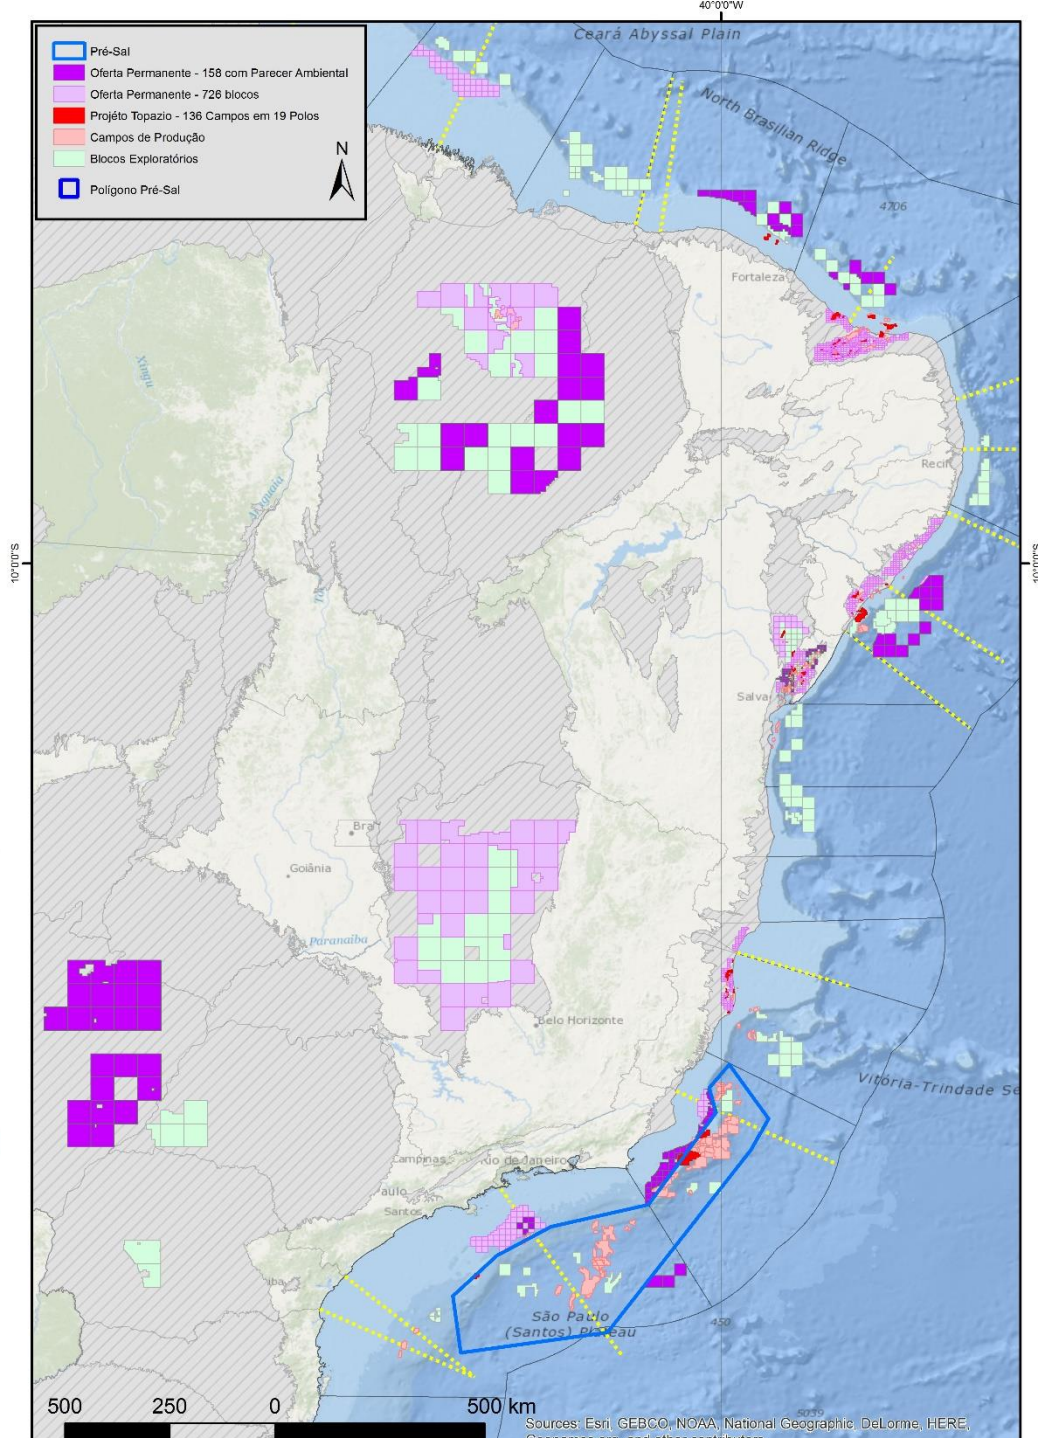 40°0'0"W
Ceará Abyssal Plain
Pré-Sal
Oferta Permanente - 158 com Parecer Ambiental
Oferta Permanente - 726 blocos
Projéto Topazio - 136 Campos em 19 Polos
Campos de Produção
Blocos Exploratórios
Polígono Pré-Sal
N
North Brasilian Ridge
4706
Fortaleza
Xingu
Recif
Araguaia
10°0'0"S
10°0'0"S
To
Salva
Bra
Goiânia
Paranaíba
Belo Horizonte
Vitória-Trindade Se
Campinas
Rio de Janeiro
aulo
Santos
iba
São Paulo
(Santos) Plateau
450
500 250 0 500 km
5039
Sources: Esri, GEBCO, NOAA, National Geographic, DeLorme, HERE,